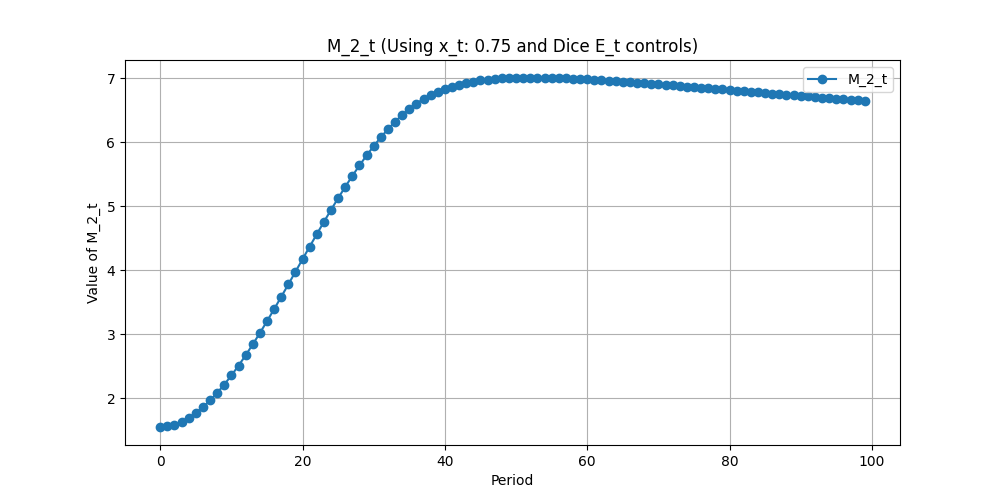 M_2_t (Using x_t: 0.75 and Dice E_t controls)
M_2_t
Value of M_2_t
7
6
5
4
3
2
0 20 40 60 80 100
Period